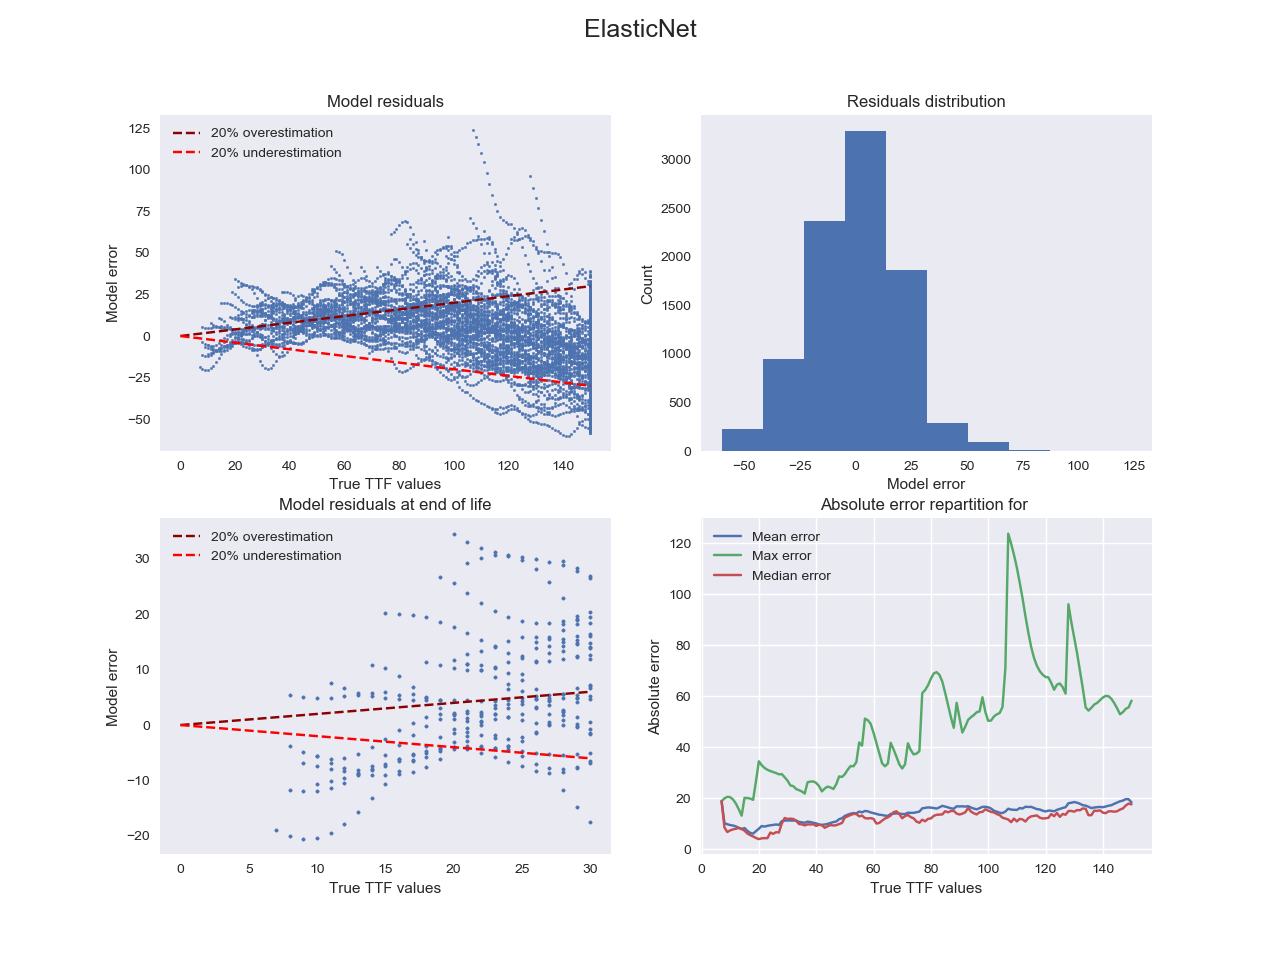 ElasticNet
Model residuals
20% overestimation
20% underestimation
125
100
75
50
25
0
−25
−50
0 20 40 60 80 100 120 140
Model error
True TTF values
Residuals distribution
3000
2500
2000
1500
1000
500
0
−50 −25 0 25 50 75 100 125
Count
Model error
Model residuals at end of life
20% overestimation
20% underestimation
30
20
10
0
−10
−20
0 5 10 15 20 25 30
Model error
True TTF values
Absolute error repartition for
Mean error
Max error
Median error
120
100
80
60
40
20
0
0 20 40 60 80 100 120 140
Absolute error
True TTF values